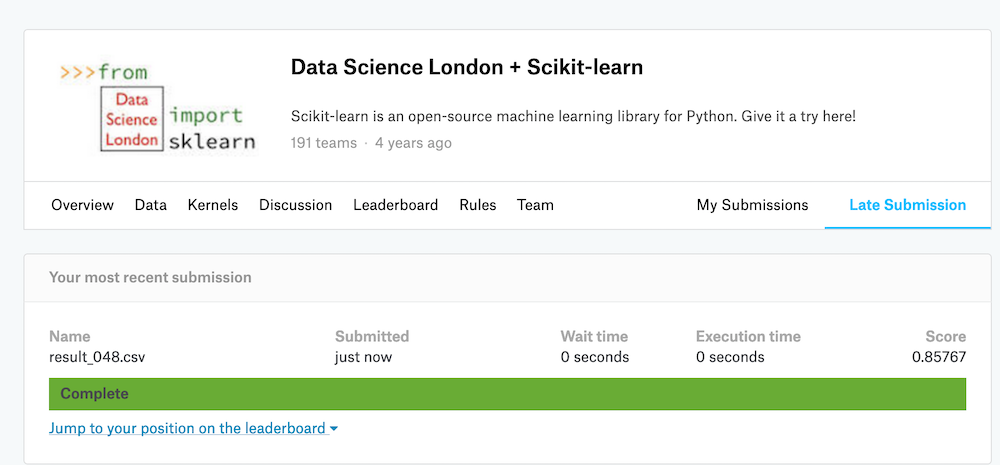 >>>from
Data
Science
London
import
sklearn
Data Science London + Scikit-learn
Scikit-learn is an open-source machine learning library for Python. Give it a try here!
191 teams · 4 years ago
Overview Data Kernels Discussion Leaderboard Rules Team My Submissions Late Submission
Your most recent submission
Name Submitted Wait time Execution time Score
result_048.csv just now 0 seconds 0 seconds 0.85767
Complete
Jump to your position on the leaderboard